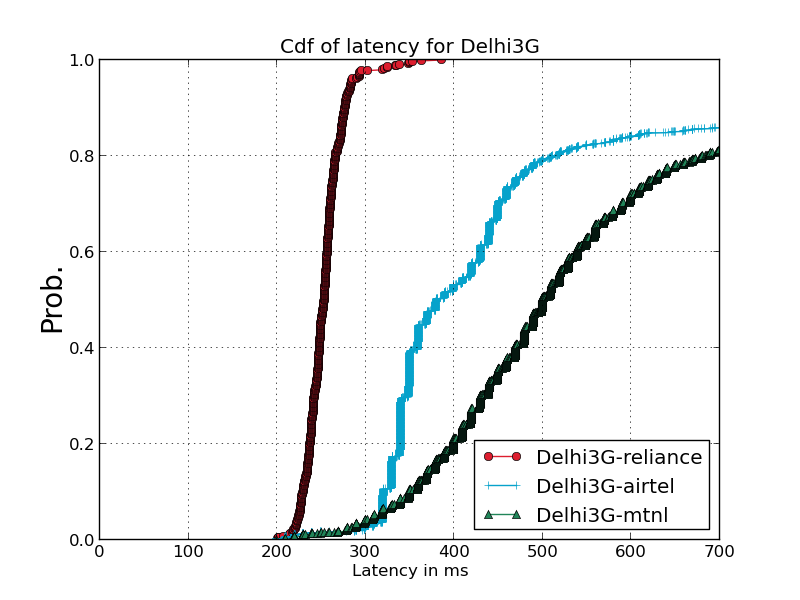 Cdf of latency for Delhi3G
Prob.
1.0
0.8
0.6
0.4
0.2
0.0
0 100 200 300 400 500 600 700
Latency in ms
Delhi3G-reliance
Delhi3G-airtel
Delhi3G-mtnl